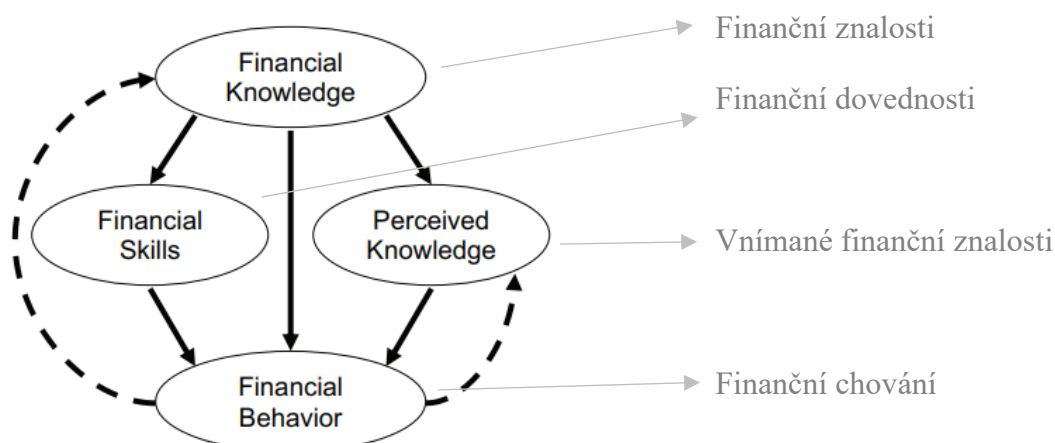 Finanční znalosti
Financial
Knowledge
Finanční dovednosti
Financial
Skills
Perceived
Knowledge
Vnímané finanční znalosti
Financial
Behavior
Finanční chování